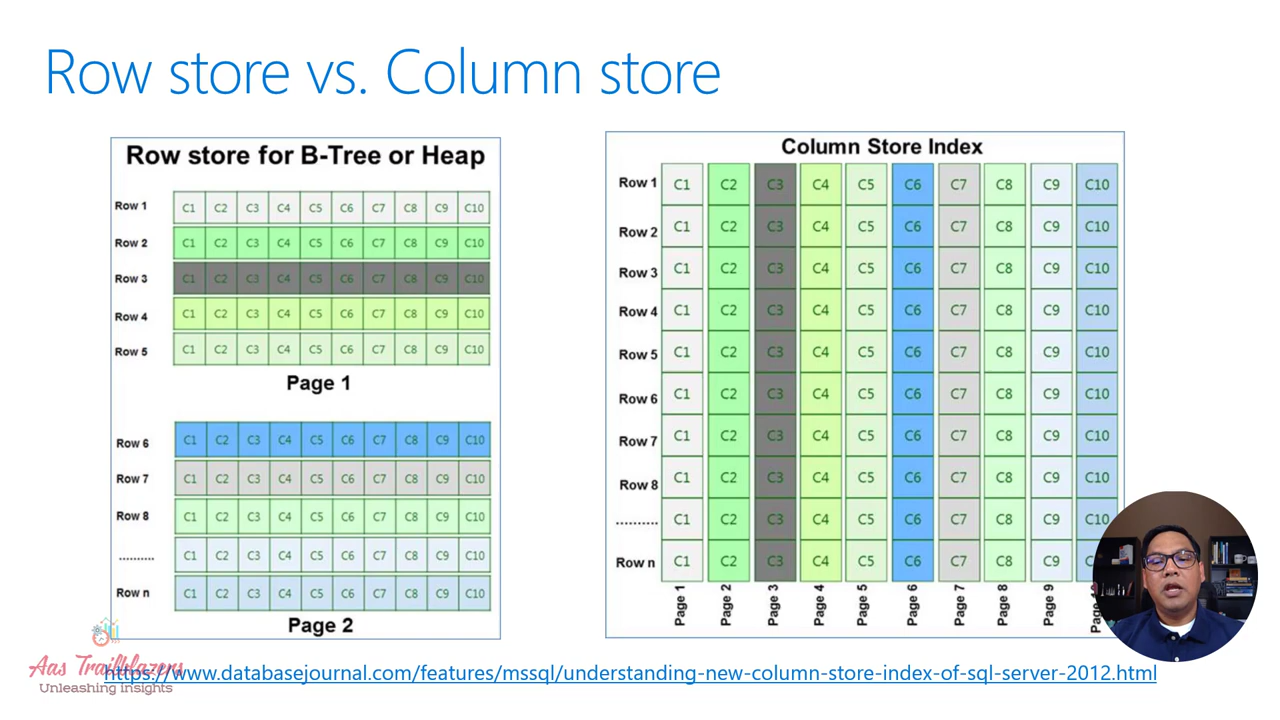 Row store vs. Column store
Row store for B-Tree or Heap
Row 1 C1 C2 C3 C4 C5 C6 C7 C8 C9 C10
Row 2 C1 C2 C3 C4 C5 C6 C7 C8 C9 C10
Row 3 C1 C2 C3 C4 C5 C6 C7 C8 C9 C10
Row 4 C1 C2 C3 C4 C5 C6 C7 C8 C9 C10
Row 5 C1 C2 C3 C4 C5 C6 C7 C8 C9 C10
Page 1
Row 6 C1 C2 C3 C4 C5 C6 C7 C8 C9 C10
Row 7 C1 C2 C3 C4 C5 C6 C7 C8 C9 C10
Row 8 C1 C2 C3 C4 C5 C6 C7 C8 C9 C10
.......... C1 C2 C3 C4 C5 C6 C7 C8 C9 C10
Row n C1 C2 C3 C4 C5 C6 C7 C8 C9 C10
Page 2
Column Store Index
Row 1 C1 C2 C3 C4 C5 C6 C7 C8 C9 C10
Row 2 C1 C2 C3 C4 C5 C6 C7 C8 C9 C10
Row 3 C1 C2 C3 C4 C5 C6 C7 C8 C9 C10
Row 4 C1 C2 C3 C4 C5 C6 C7 C8 C9 C10
Row 5 C1 C2 C3 C4 C5 C6 C7 C8 C9 C10
Row 6 C1 C2 C3 C4 C5 C6 C7 C8 C9 C10
Row 7 C1 C2 C3 C4 C5 C6 C7 C8 C9 C10
Row 8 C1 C2 C3 C4 C5 C6 C7 C8 C9 C10
.......... C1 C2 C3 C4 C5 C6 C7 C8 C9 C10
Row n C1 C2 C3 C4 C5 C6 C7 C8 C9
Page 1 Page 2 Page 3 Page 4 Page 5 Page 6 Page 7 Page 8 Page 9
Aas Trailblazers
Unleashing Insights
https://www.databasejournal.com/features/mssql/understanding-new-column-store-index-of-sql-server-2012.html